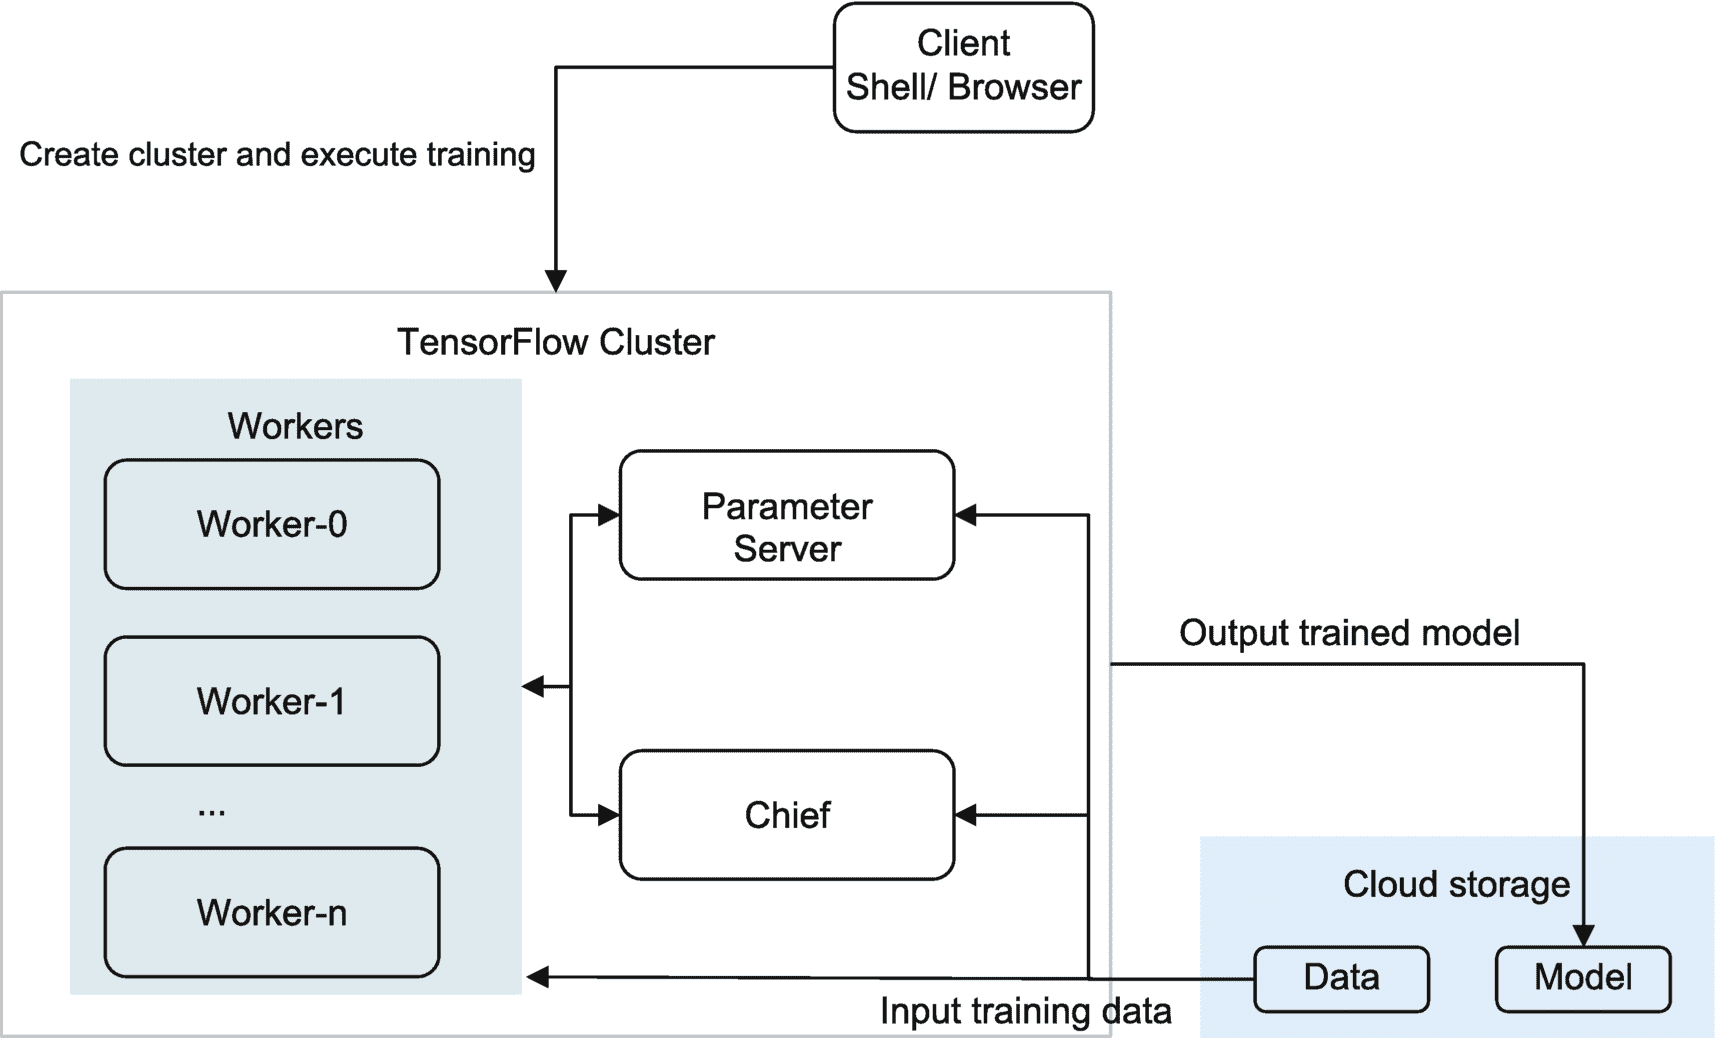 Client
Shell/ Browser
Create cluster and execute training
TensorFlow Cluster
Workers
Worker-0
Parameter
Server
Output trained model
Worker-1
...
Chief
Cloud storage
Worker-n
Data
Model
Input training data